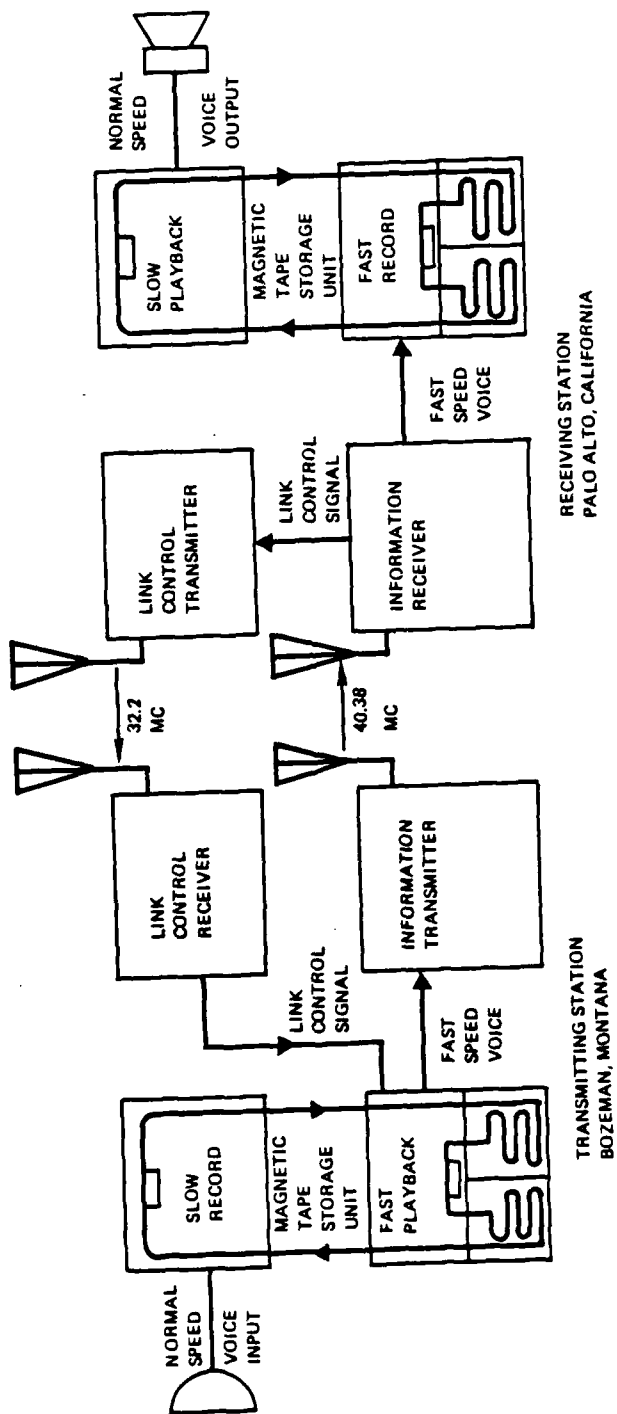 NORMAL
SPEED
VOICE
INPUT
SLOW
RECORD
MAGNETIC
TAPE
STORAGE
UNIT
FAST
PLAYBACK
LINK
CONTROL
SIGNAL
FAST
SPEED
VOICE
LINK
CONTROL
RECEIVER
INFORMATION
TRANSMITTER
TRANSMITTING STATION
BOZEMAN, MONTANA
32.2
MC
40.38
MC
LINK
CONTROL
TRANSMITTER
LINK
CONTROL
SIGNAL
INFORMATION
RECEIVER
FAST
SPEED
VOICE
NORMAL
SPEED
VOICE
OUTPUT
SLOW
PLAYBACK
MAGNETIC
TAPE
STORAGE
UNIT
FAST
RECORD
RECEIVING STATION
PALO ALTO, CALIFORNIA